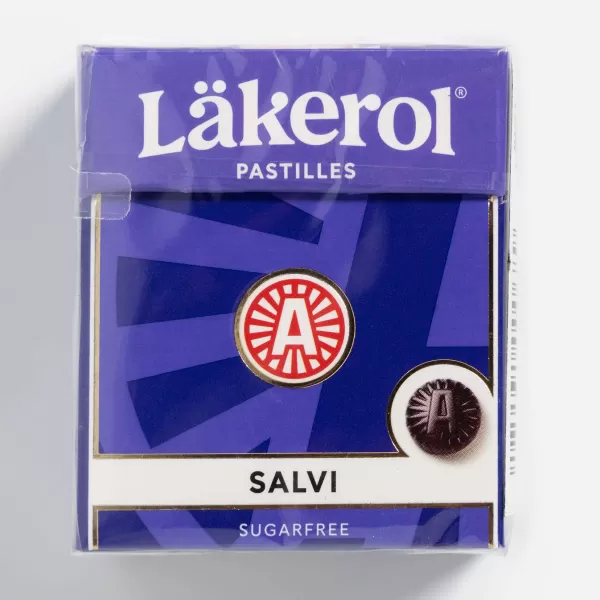 Läkerol®
PASTILLES
A
A
SALVI
SUGARFREE